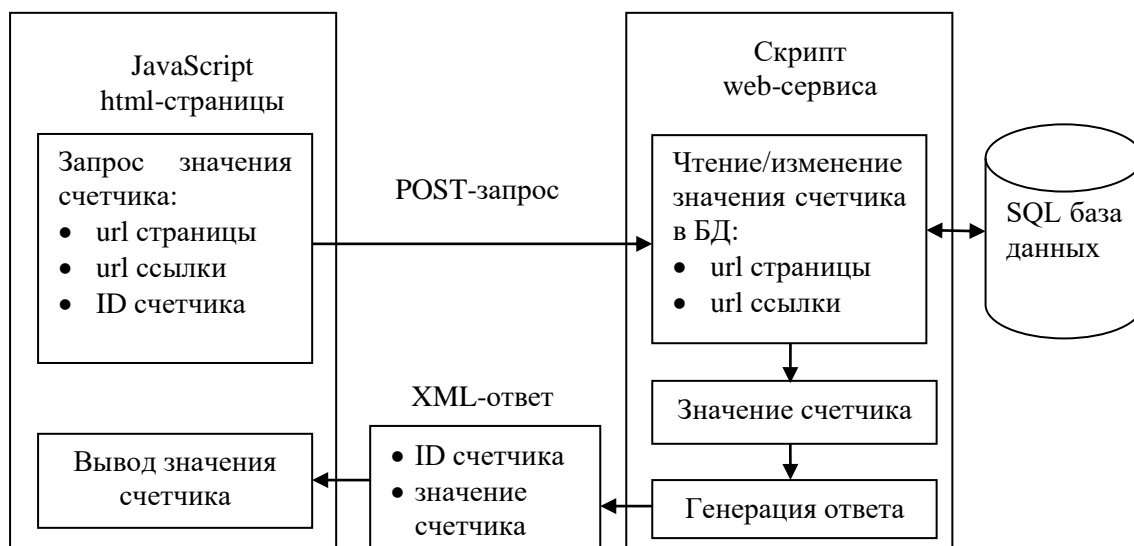 JavaScript
html-страницы
Запрос значения
счетчика:
• url страницы
• url ссылки
• ID счетчика
POST-запрос
Скрипт
web-сервиса
Чтение/изменение
значения счетчика
в БД:
• url страницы
• url ссылки
SQL база
данных
Значение счетчика
Генерация ответа
XML-ответ
• ID счетчика
• значение
счетчика
Вывод значения
счетчика